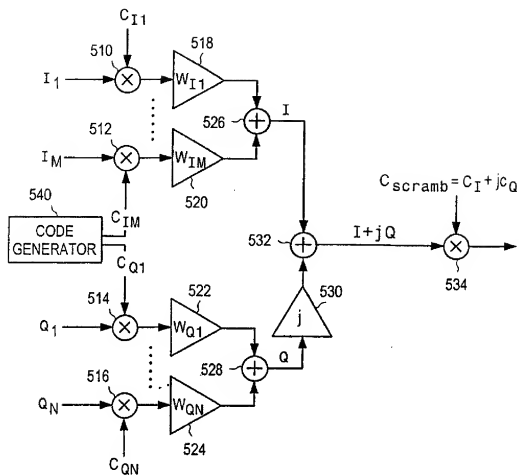 C_I1
510
518
I_1
W_I1
I
512
526
I_M
W_IM
540
C_IM
520
C_scramb = C_I + jC_Q
CODE
GENERATOR
532
I+jQ
534
C_Q1
514
522
530
j
Q_1
W_Q1
516
528
Q
Q_N
W_QN
524
C_QN